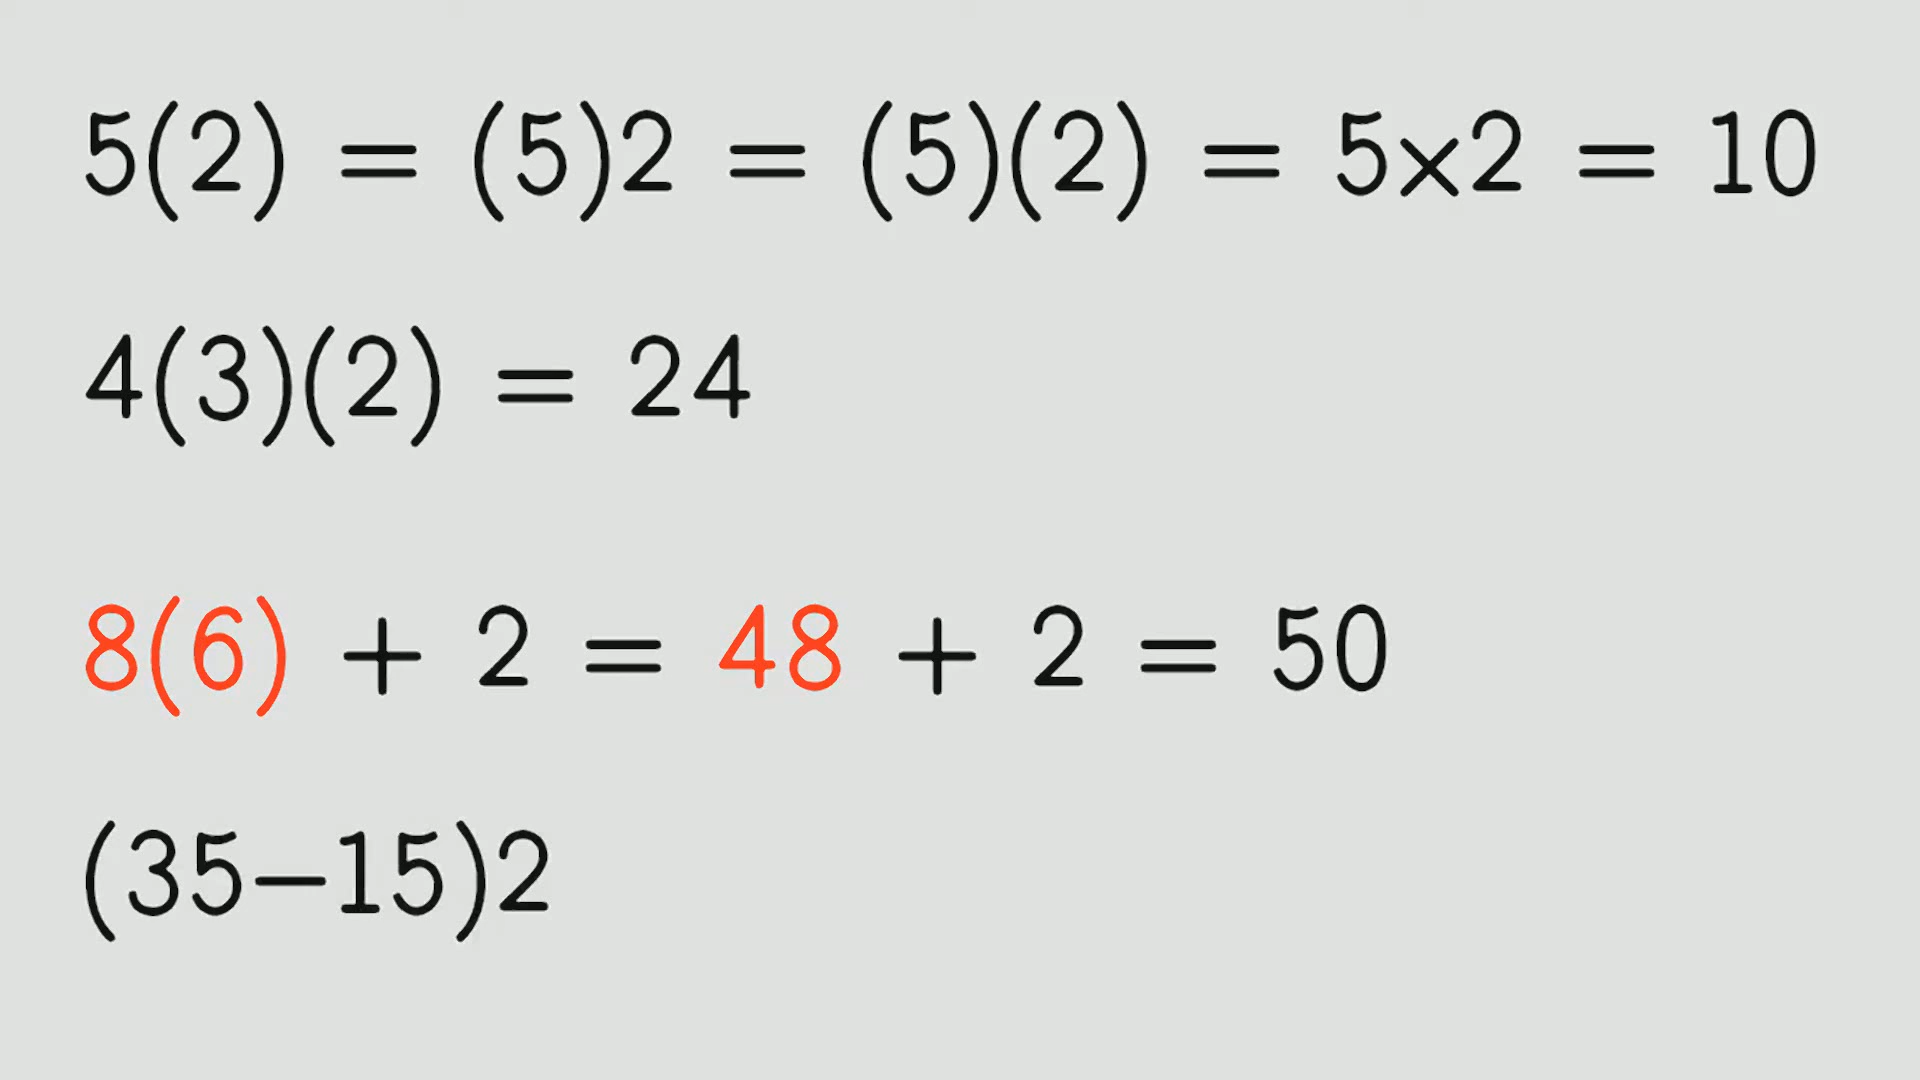 5(2) = (5)2 = (5)(2) = 5×2 = 10
4(3)(2) = 24
8(6) + 2 = 48 + 2 = 50
(35−15)2